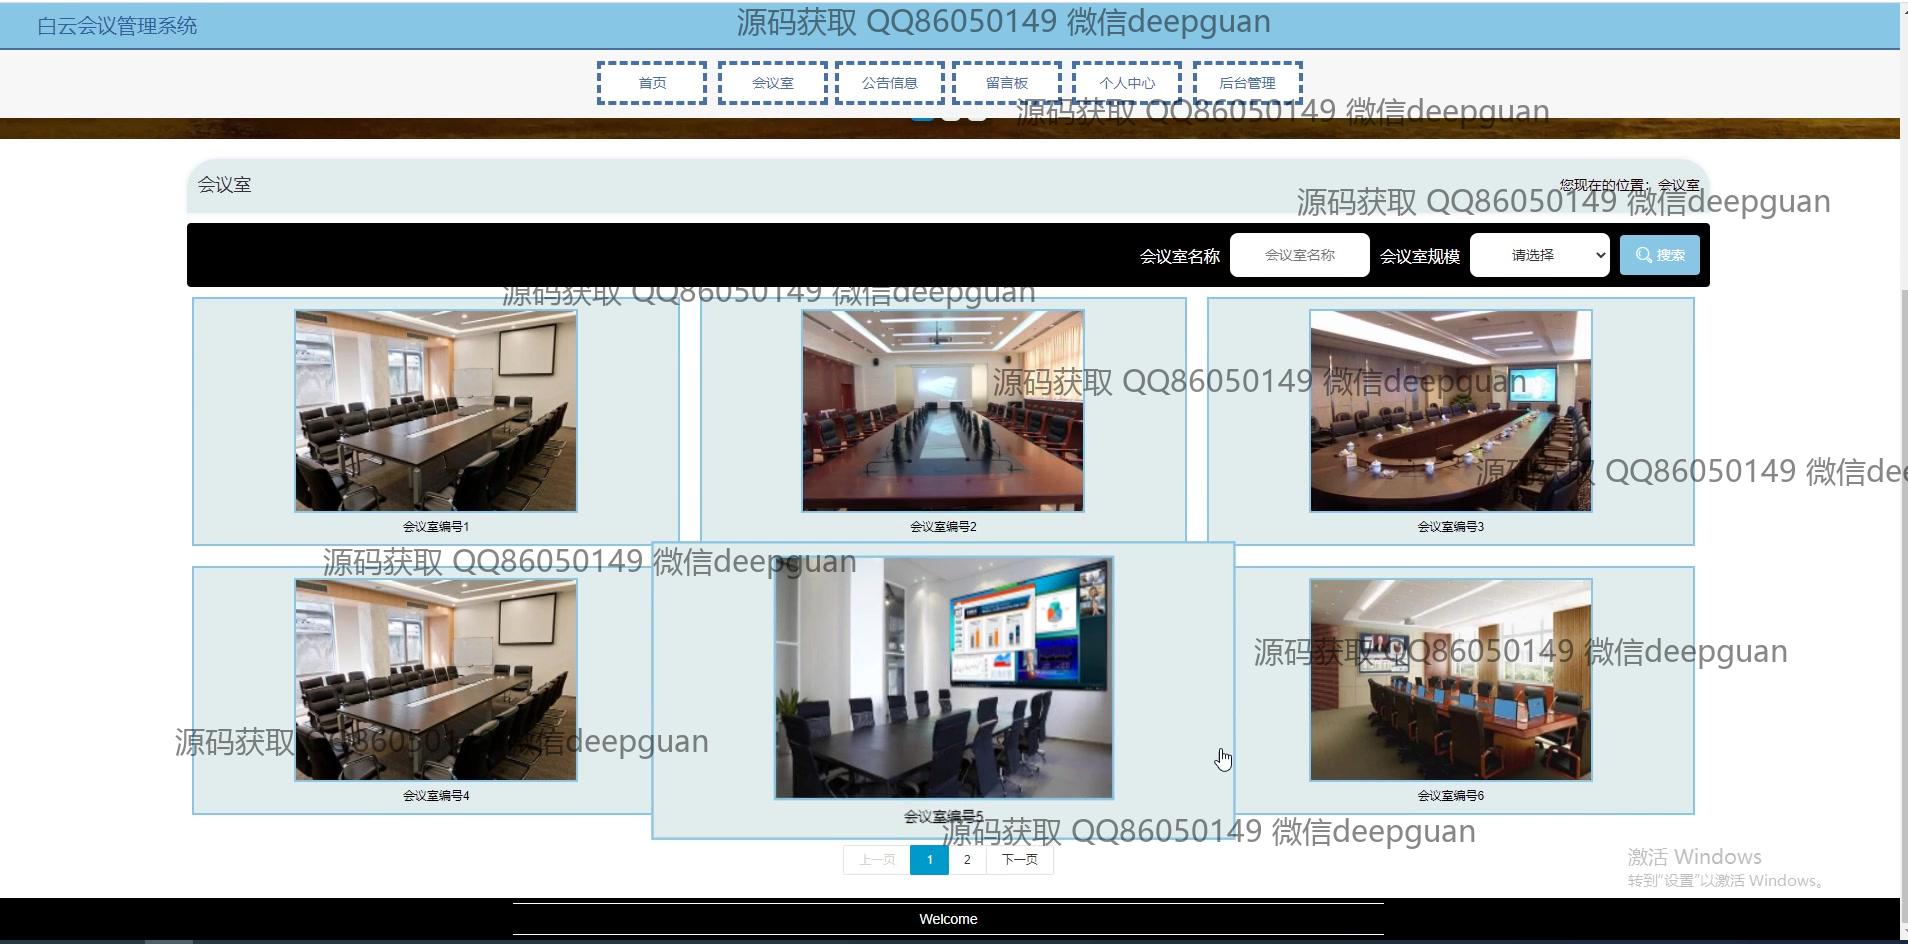 白云会议管理系统
源码获取 QQ86050149 微信deepguan
首页 会议室 公告信息 留言板 个人中心 后台管理
源码获取 QQ86050149 微信deepguan
会议室
您现在的位置：会议室
源码获取 QQ86050149 微信deepguan
会议室名称 会议室名称 会议室规模 请选择 搜索
源码获取 QQ86050149 微信deepguan
源码获取 QQ86050149 微信deepguan
源码获取 QQ86050149 微信dee
会议室编号1
会议室编号2
会议室编号3
源码获取 QQ86050149 微信deepguan
源码获取 QQ86050149 微信deepguan
源码获取 QQ86050149 微信deepguan
会议室编号4
会议室编号5
会议室编号6
源码获取 QQ86050149 微信deepguan
上一页 1 2 下一页
激活 Windows
转到"设置"以激活 Windows。
Welcome